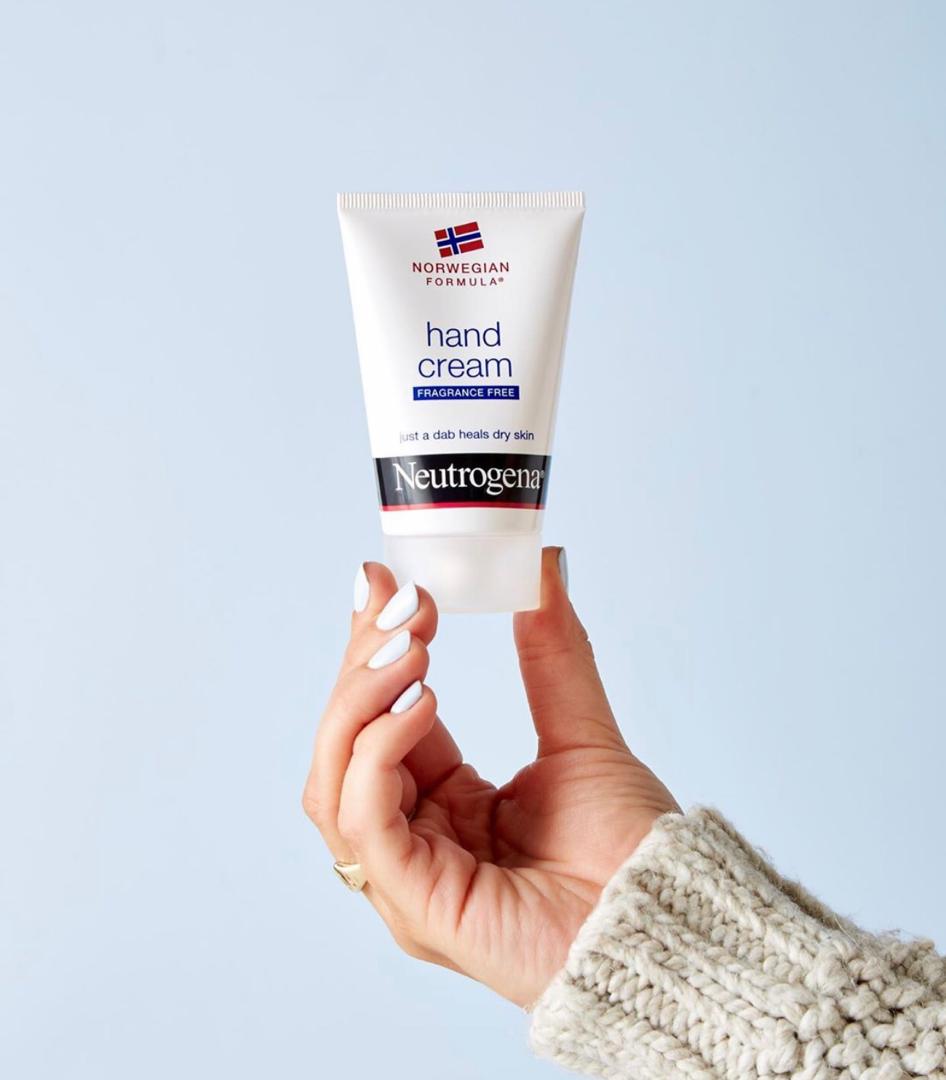 NORWEGIAN
FORMULA®
hand
cream
FRAGRANCE FREE
just a dab heals dry skin
Neutrogena®